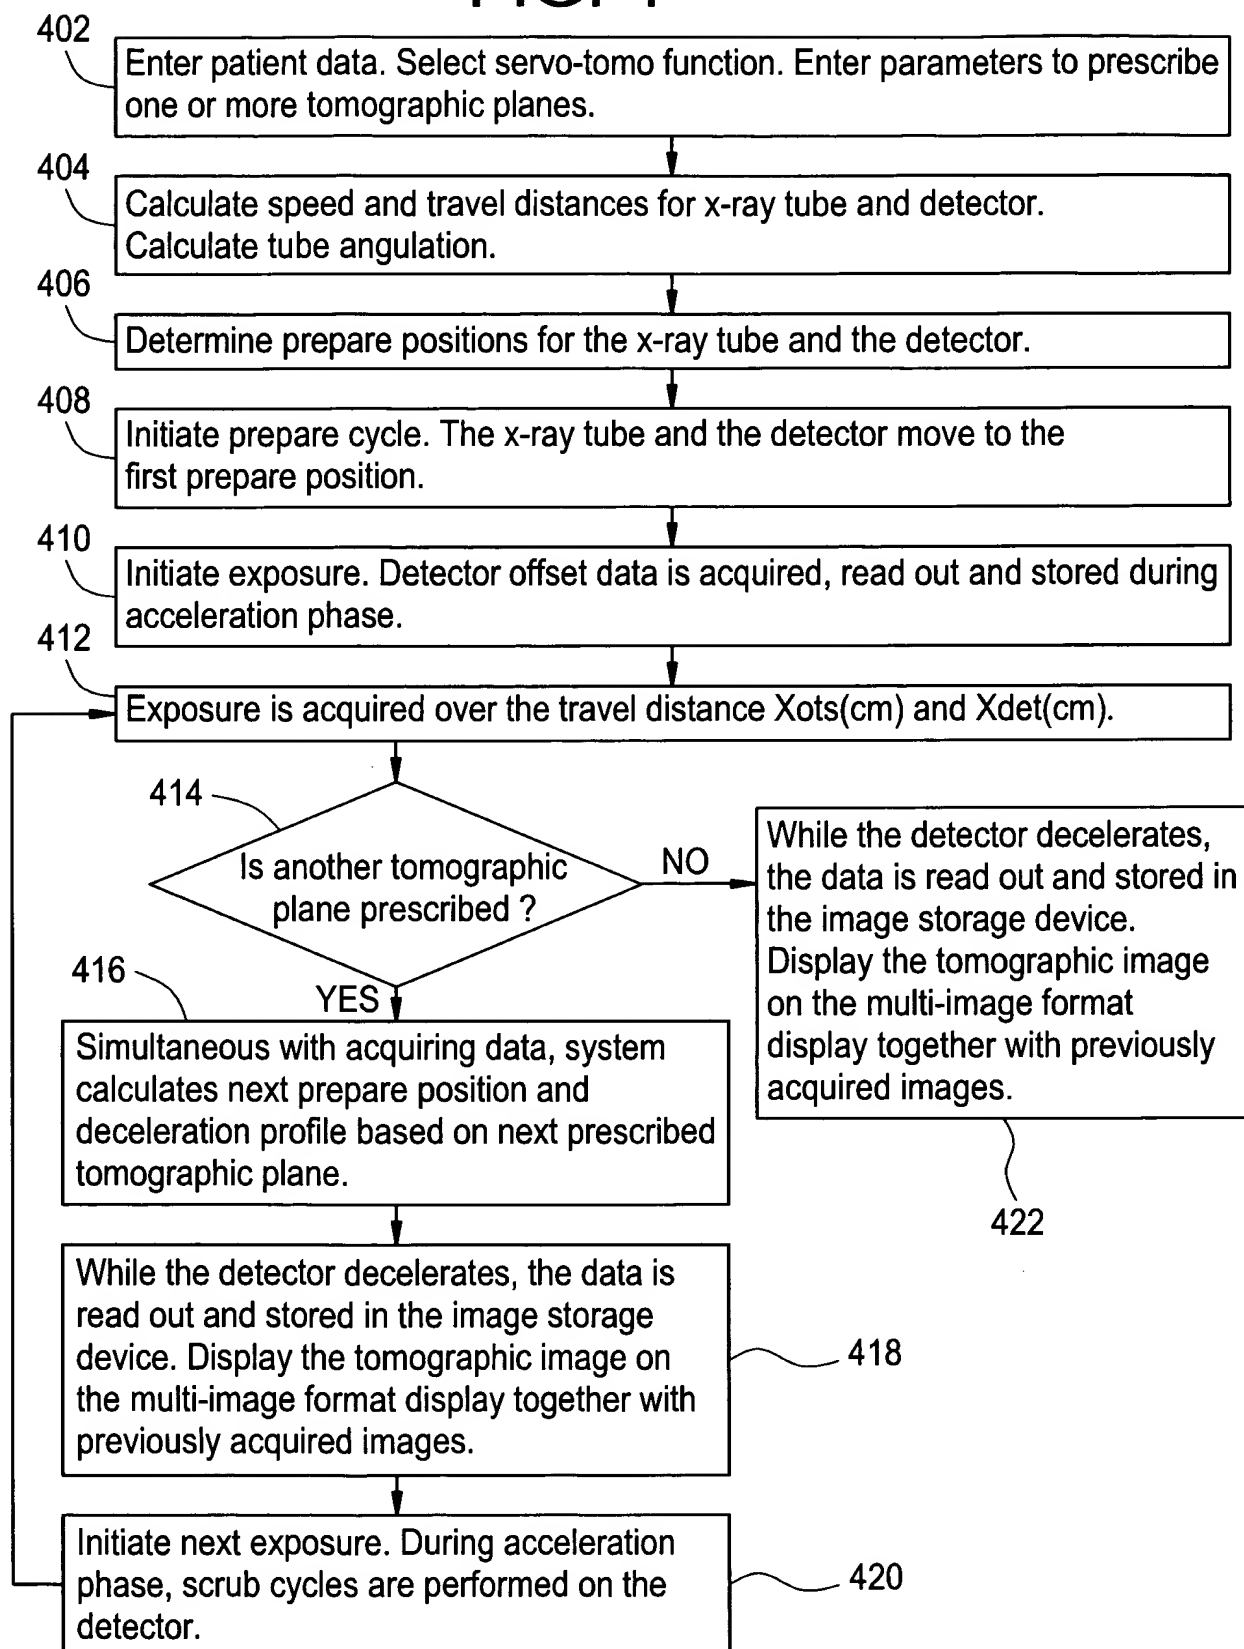 402
Enter patient data. Select servo-tomo function. Enter parameters to prescribe
one or more tomographic planes.
404
Calculate speed and travel distances for x-ray tube and detector.
Calculate tube angulation.
406
Determine prepare positions for the x-ray tube and the detector.
408
Initiate prepare cycle. The x-ray tube and the detector move to the
first prepare position.
410
Initiate exposure. Detector offset data is acquired, read out and stored during
acceleration phase.
412
Exposure is acquired over the travel distance Xots(cm) and Xdet(cm).
414
Is another tomographic
plane prescribed ?
NO
While the detector decelerates,
the data is read out and stored in
the image storage device.
Display the tomographic image
on the multi-image format
display together with previously
acquired images.
422
416
YES
Simultaneous with acquiring data, system
calculates next prepare position and
deceleration profile based on next prescribed
tomographic plane.
While the detector decelerates, the data is
read out and stored in the image storage
device. Display the tomographic image on
the multi-image format display together with
previously acquired images.
418
Initiate next exposure. During acceleration
phase, scrub cycles are performed on the
detector.
420